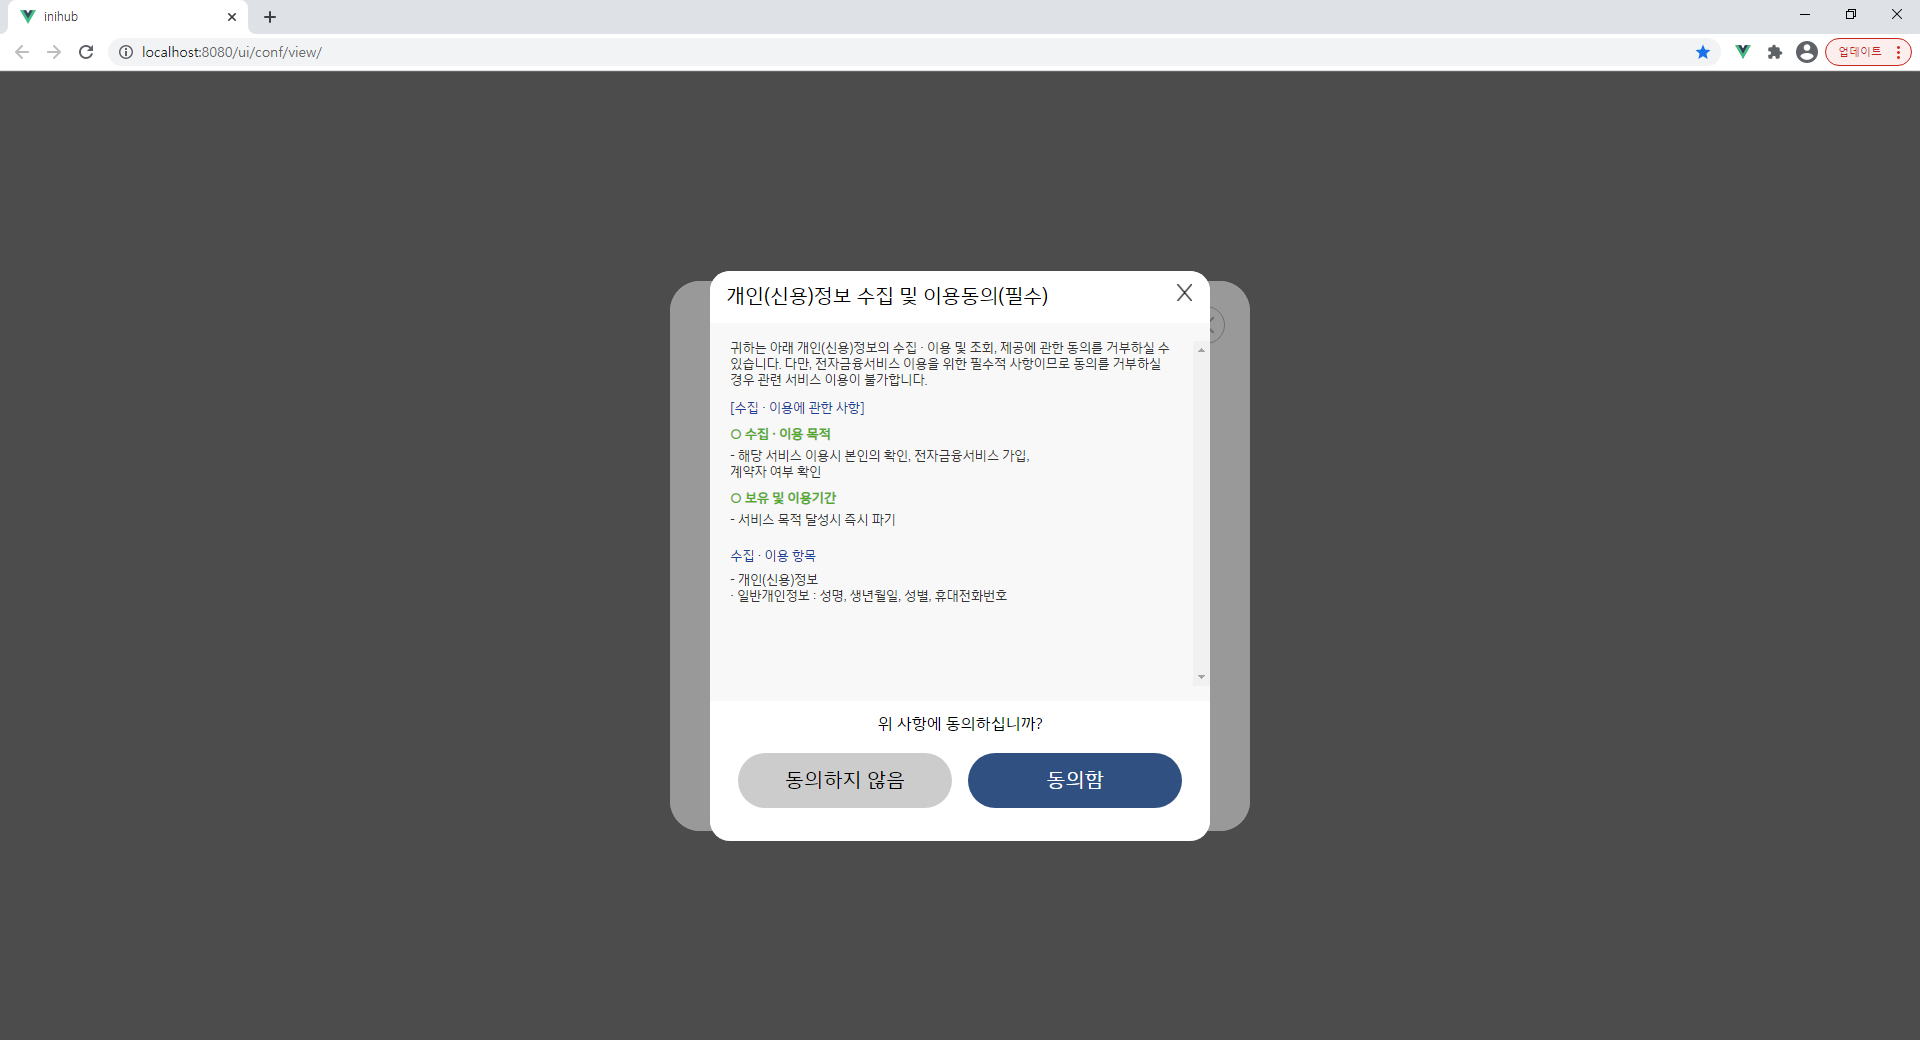 inihub
localhost:8080/ui/conf/view/
업데이트
개인(신용)정보 수집 및 이용동의(필수)
귀하는 아래 개인(신용)정보의 수집 · 이용 및 조회, 제공에 관한 동의를 거부하실 수
있습니다. 다만, 전자금융서비스 이용을 위한 필수적 사항이므로 동의를 거부하실
경우 관련 서비스 이용이 불가합니다.
[수집 · 이용에 관한 사항]
○ 수집 · 이용 목적
- 해당 서비스 이용시 본인의 확인, 전자금융서비스 가입,
계약자 여부 확인
○ 보유 및 이용기간
- 서비스 목적 달성시 즉시 파기
수집 · 이용 항목
- 개인(신용)정보
· 일반개인정보 : 성명, 생년월일, 성별, 휴대전화번호
위 사항에 동의하십니까?
동의하지 않음
동의함